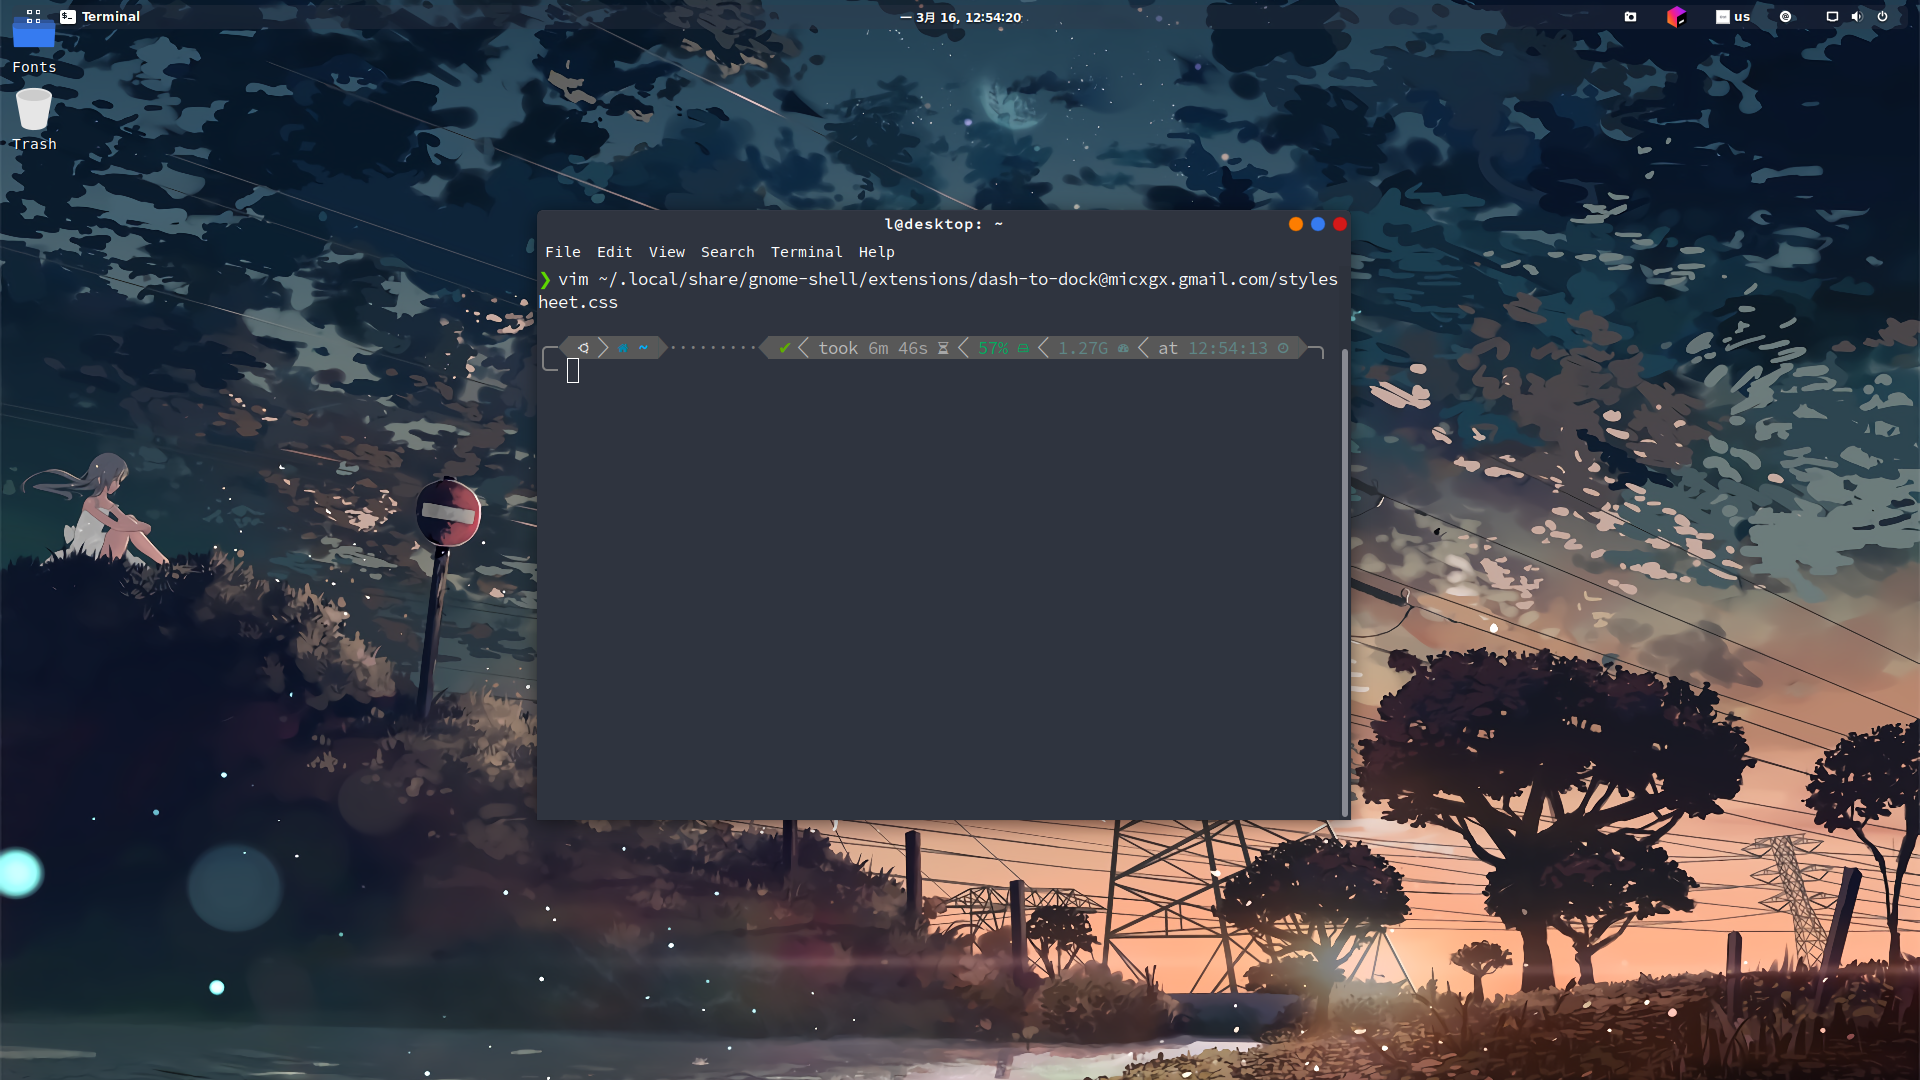 Terminal
一 3月 16, 12:54:20
us
Fonts
Trash
l@desktop: ~
File Edit View Search Terminal Help
❯ vim ~/.local/share/gnome-shell/extensions/dash-to-dock@micxgx.gmail.com/styles
heet.css
~ ········· ✔ took 6m 46s 57% 1.27G at 12:54:13